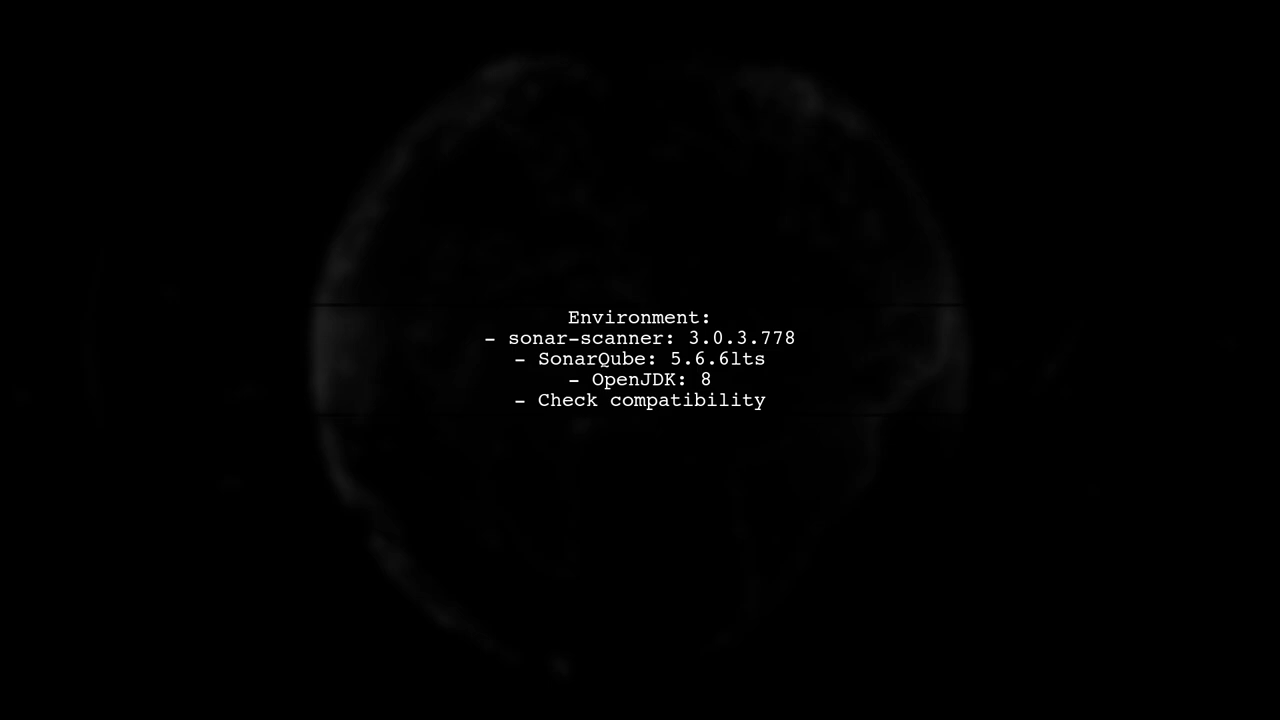 Environment:
- sonar-scanner: 3.0.3.778
- SonarQube: 5.6.6lts
- OpenJDK: 8
- Check compatibility